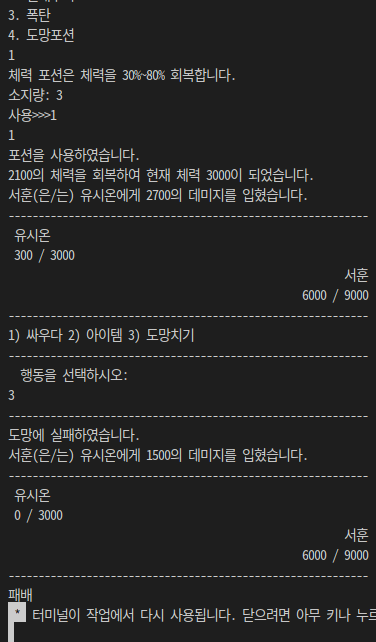 3. 폭탄
4. 도망포션
1
체력 포션은 체력을 30%~80% 회복합니다.
소지량: 3
사용>>>1
1
포션을 사용하였습니다.
2100의 체력을 회복하여 현재 체력 3000이 되었습니다.
서훈(은/는) 유시온에게 2700의 데미지를 입혔습니다.
------------------------------------------------------------
유시온
300 / 3000
서훈
6000 / 9000
------------------------------------------------------------
1) 싸우다 2) 아이템 3) 도망치기
------------------------------------------------------------
행동을 선택하시오:
3
------------------------------------------------------------
도망에 실패하였습니다.
서훈(은/는) 유시온에게 1500의 데미지를 입혔습니다.
------------------------------------------------------------
유시온
0 / 3000
서훈
6000 / 9000
------------------------------------------------------------
패배
* 터미널이 작업에서 다시 사용됩니다. 닫으려면 아무 키나 누르